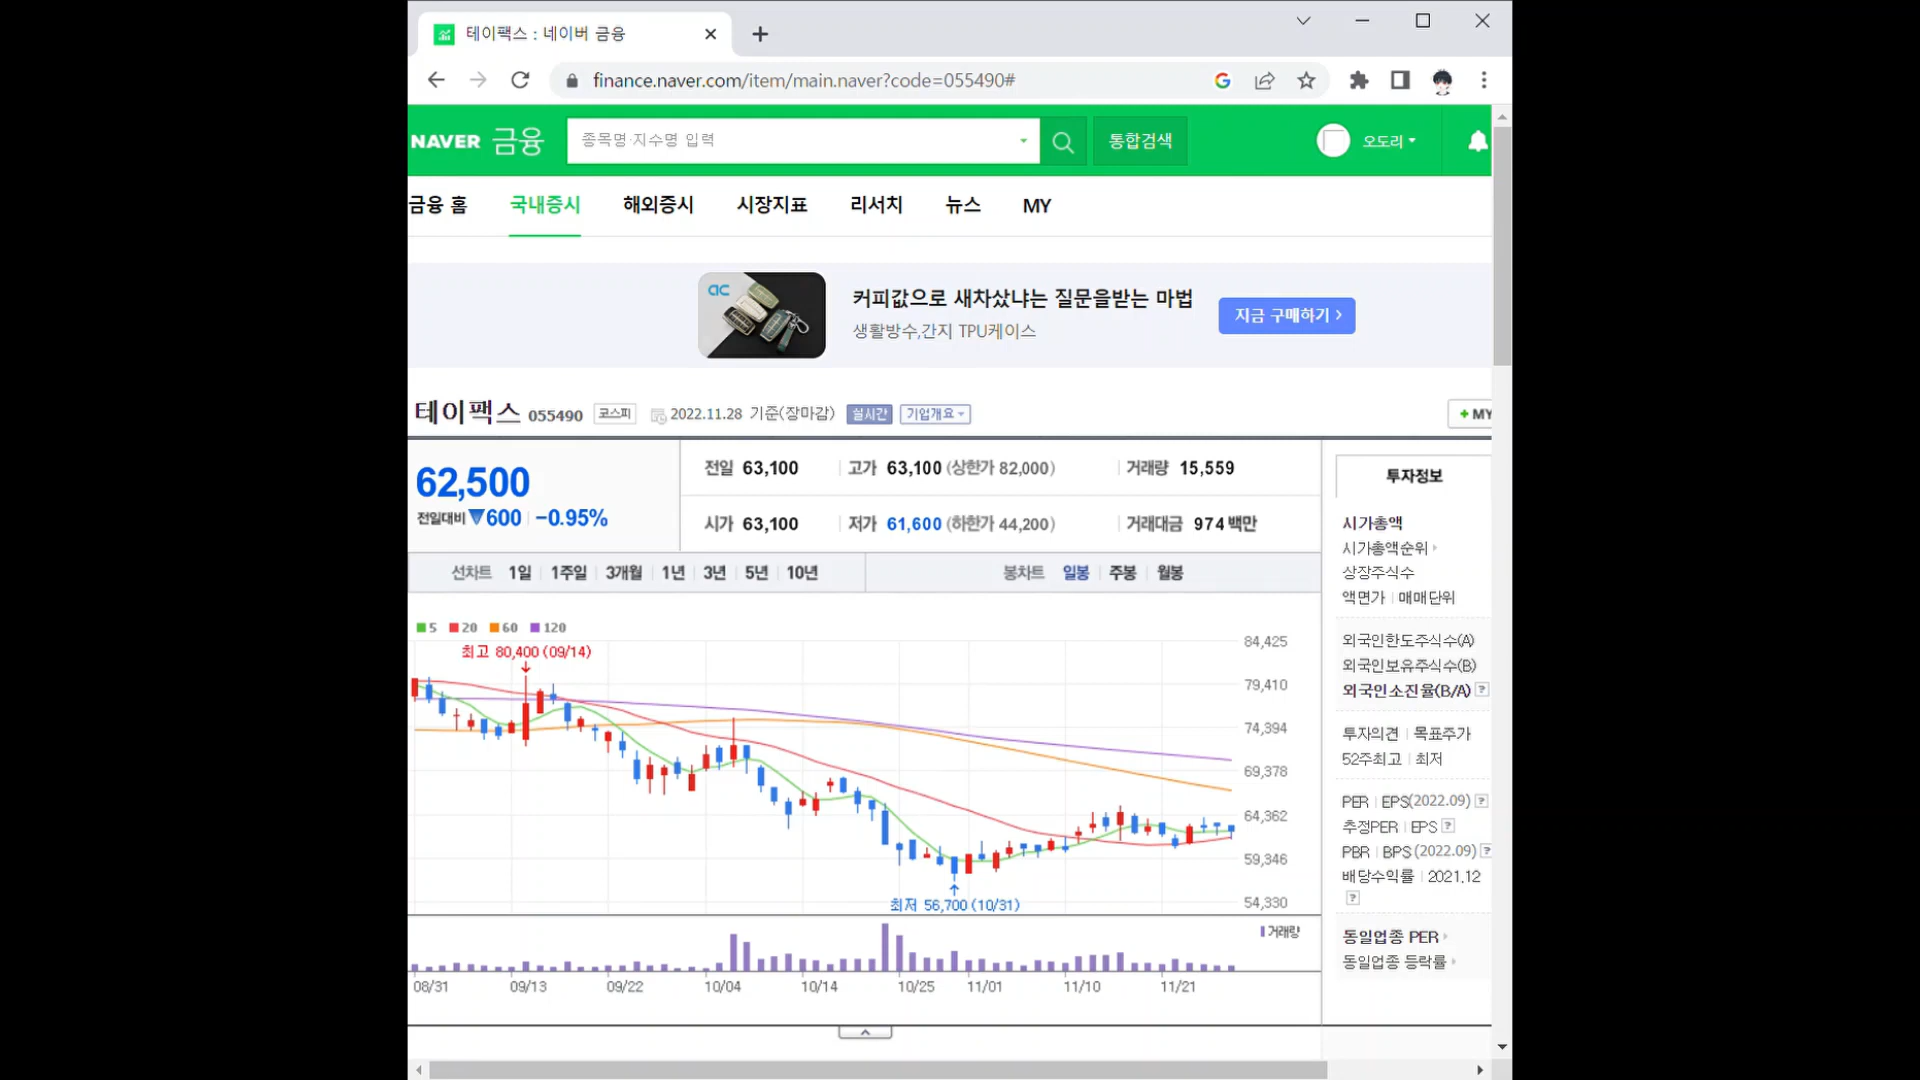 테이팩스 : 네이버 금융
finance.naver.com/item/main.naver?code=055490#
NAVER 금융
종목명·지수명 입력
통합검색
오도리
금융 홈 국내증시 해외증시 시장지표 리서치 뉴스 MY
ac
커피값으로 새차샀냐는 질문을받는 마법
생활방수,간지 TPU케이스
지금 구매하기
테이팩스 055490 코스피 2022.11.28 기준(장마감) 실시간 기업개요
+ MY
62,500
전일대비 ▼600 -0.95%
전일 63,100 고가 63,100 (상한가 82,000) 거래량 15,559
시가 63,100 저가 61,600 (하한가 44,200) 거래대금 974 백만
선차트 1일 1주일 3개월 1년 3년 5년 10년
봉차트 일봉 주봉 월봉
5 20 60 120
최고 80,400 (09/14)
84,425
79,410
74,394
69,378
64,362
59,346
54,330
최저 56,700 (10/31)
거래량
08/31 09/13 09/22 10/04 10/14 10/25 11/01 11/10 11/21
투자정보
시가총액
시가총액순위
상장주식수
액면가 매매단위
외국인한도주식수(A)
외국인보유주식수(B)
외국인소진율(B/A) ?
투자의견 목표주가
52주최고 최저
PER EPS(2022.09) ?
추정PER EPS ?
PBR BPS (2022.09) ?
배당수익률 2021.12
?
동일업종 PER
동일업종 등락률